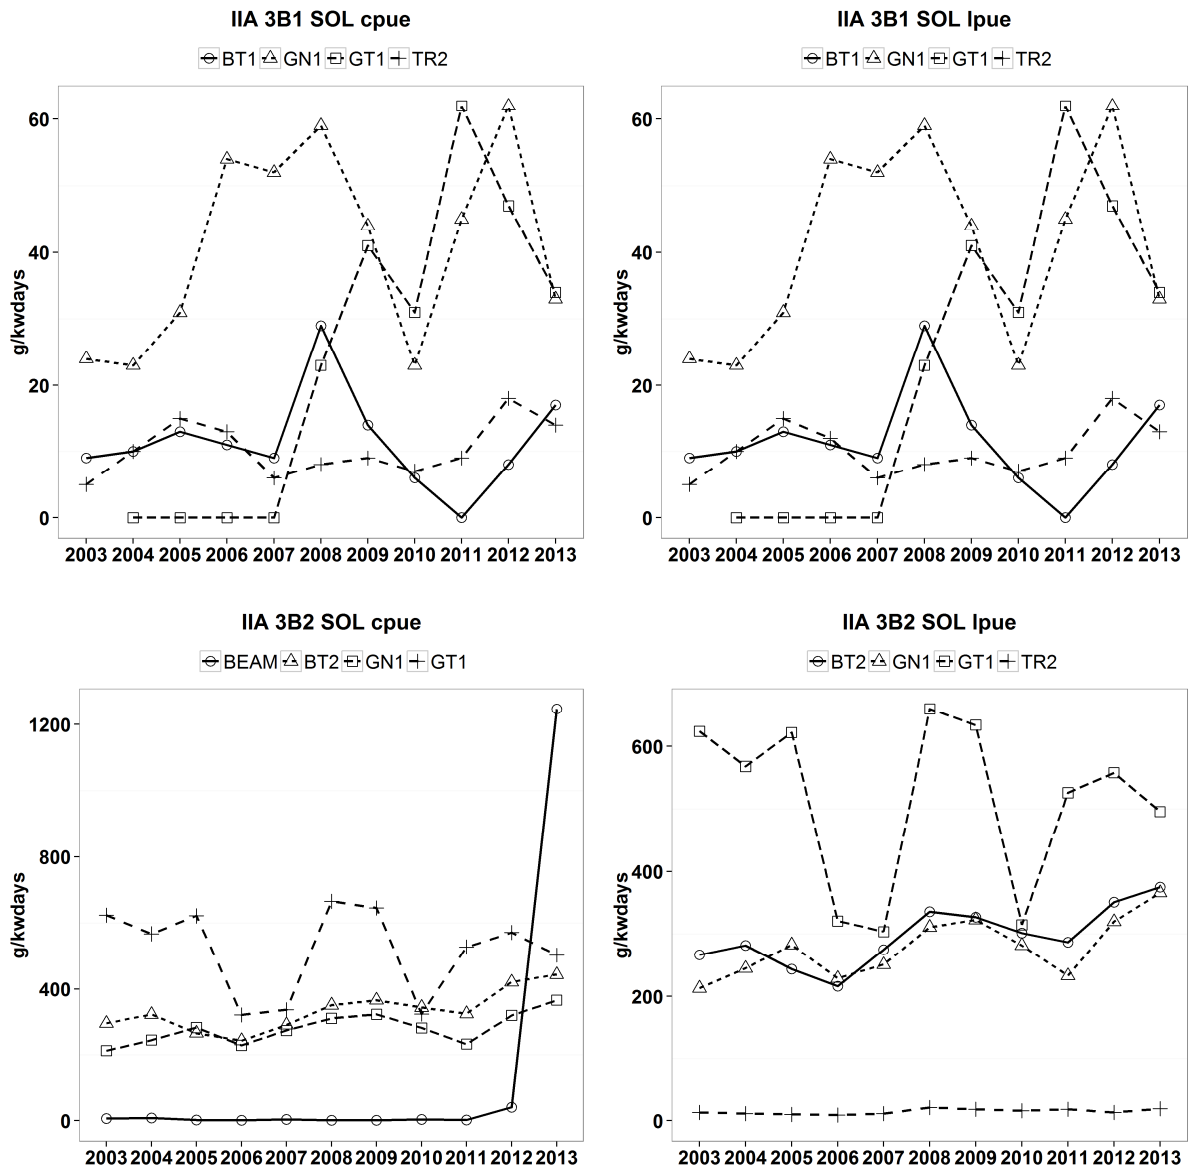 IIA 3B1 SOL cpue
BT1 GN1 GT1 TR2
60
40
20
0
g/kwdays
2003 2004 2005 2006 2007 2008 2009 2010 2011 2012 2013
IIA 3B1 SOL lpue
BT1 GN1 GT1 TR2
60
40
20
0
g/kwdays
2003 2004 2005 2006 2007 2008 2009 2010 2011 2012 2013
IIA 3B2 SOL cpue
BEAM BT2 GN1 GT1
1200
800
400
0
g/kwdays
2003 2004 2005 2006 2007 2008 2009 2010 2011 2012 2013
IIA 3B2 SOL lpue
BT2 GN1 GT1 TR2
600
400
200
0
g/kwdays
2003 2004 2005 2006 2007 2008 2009 2010 2011 2012 2013